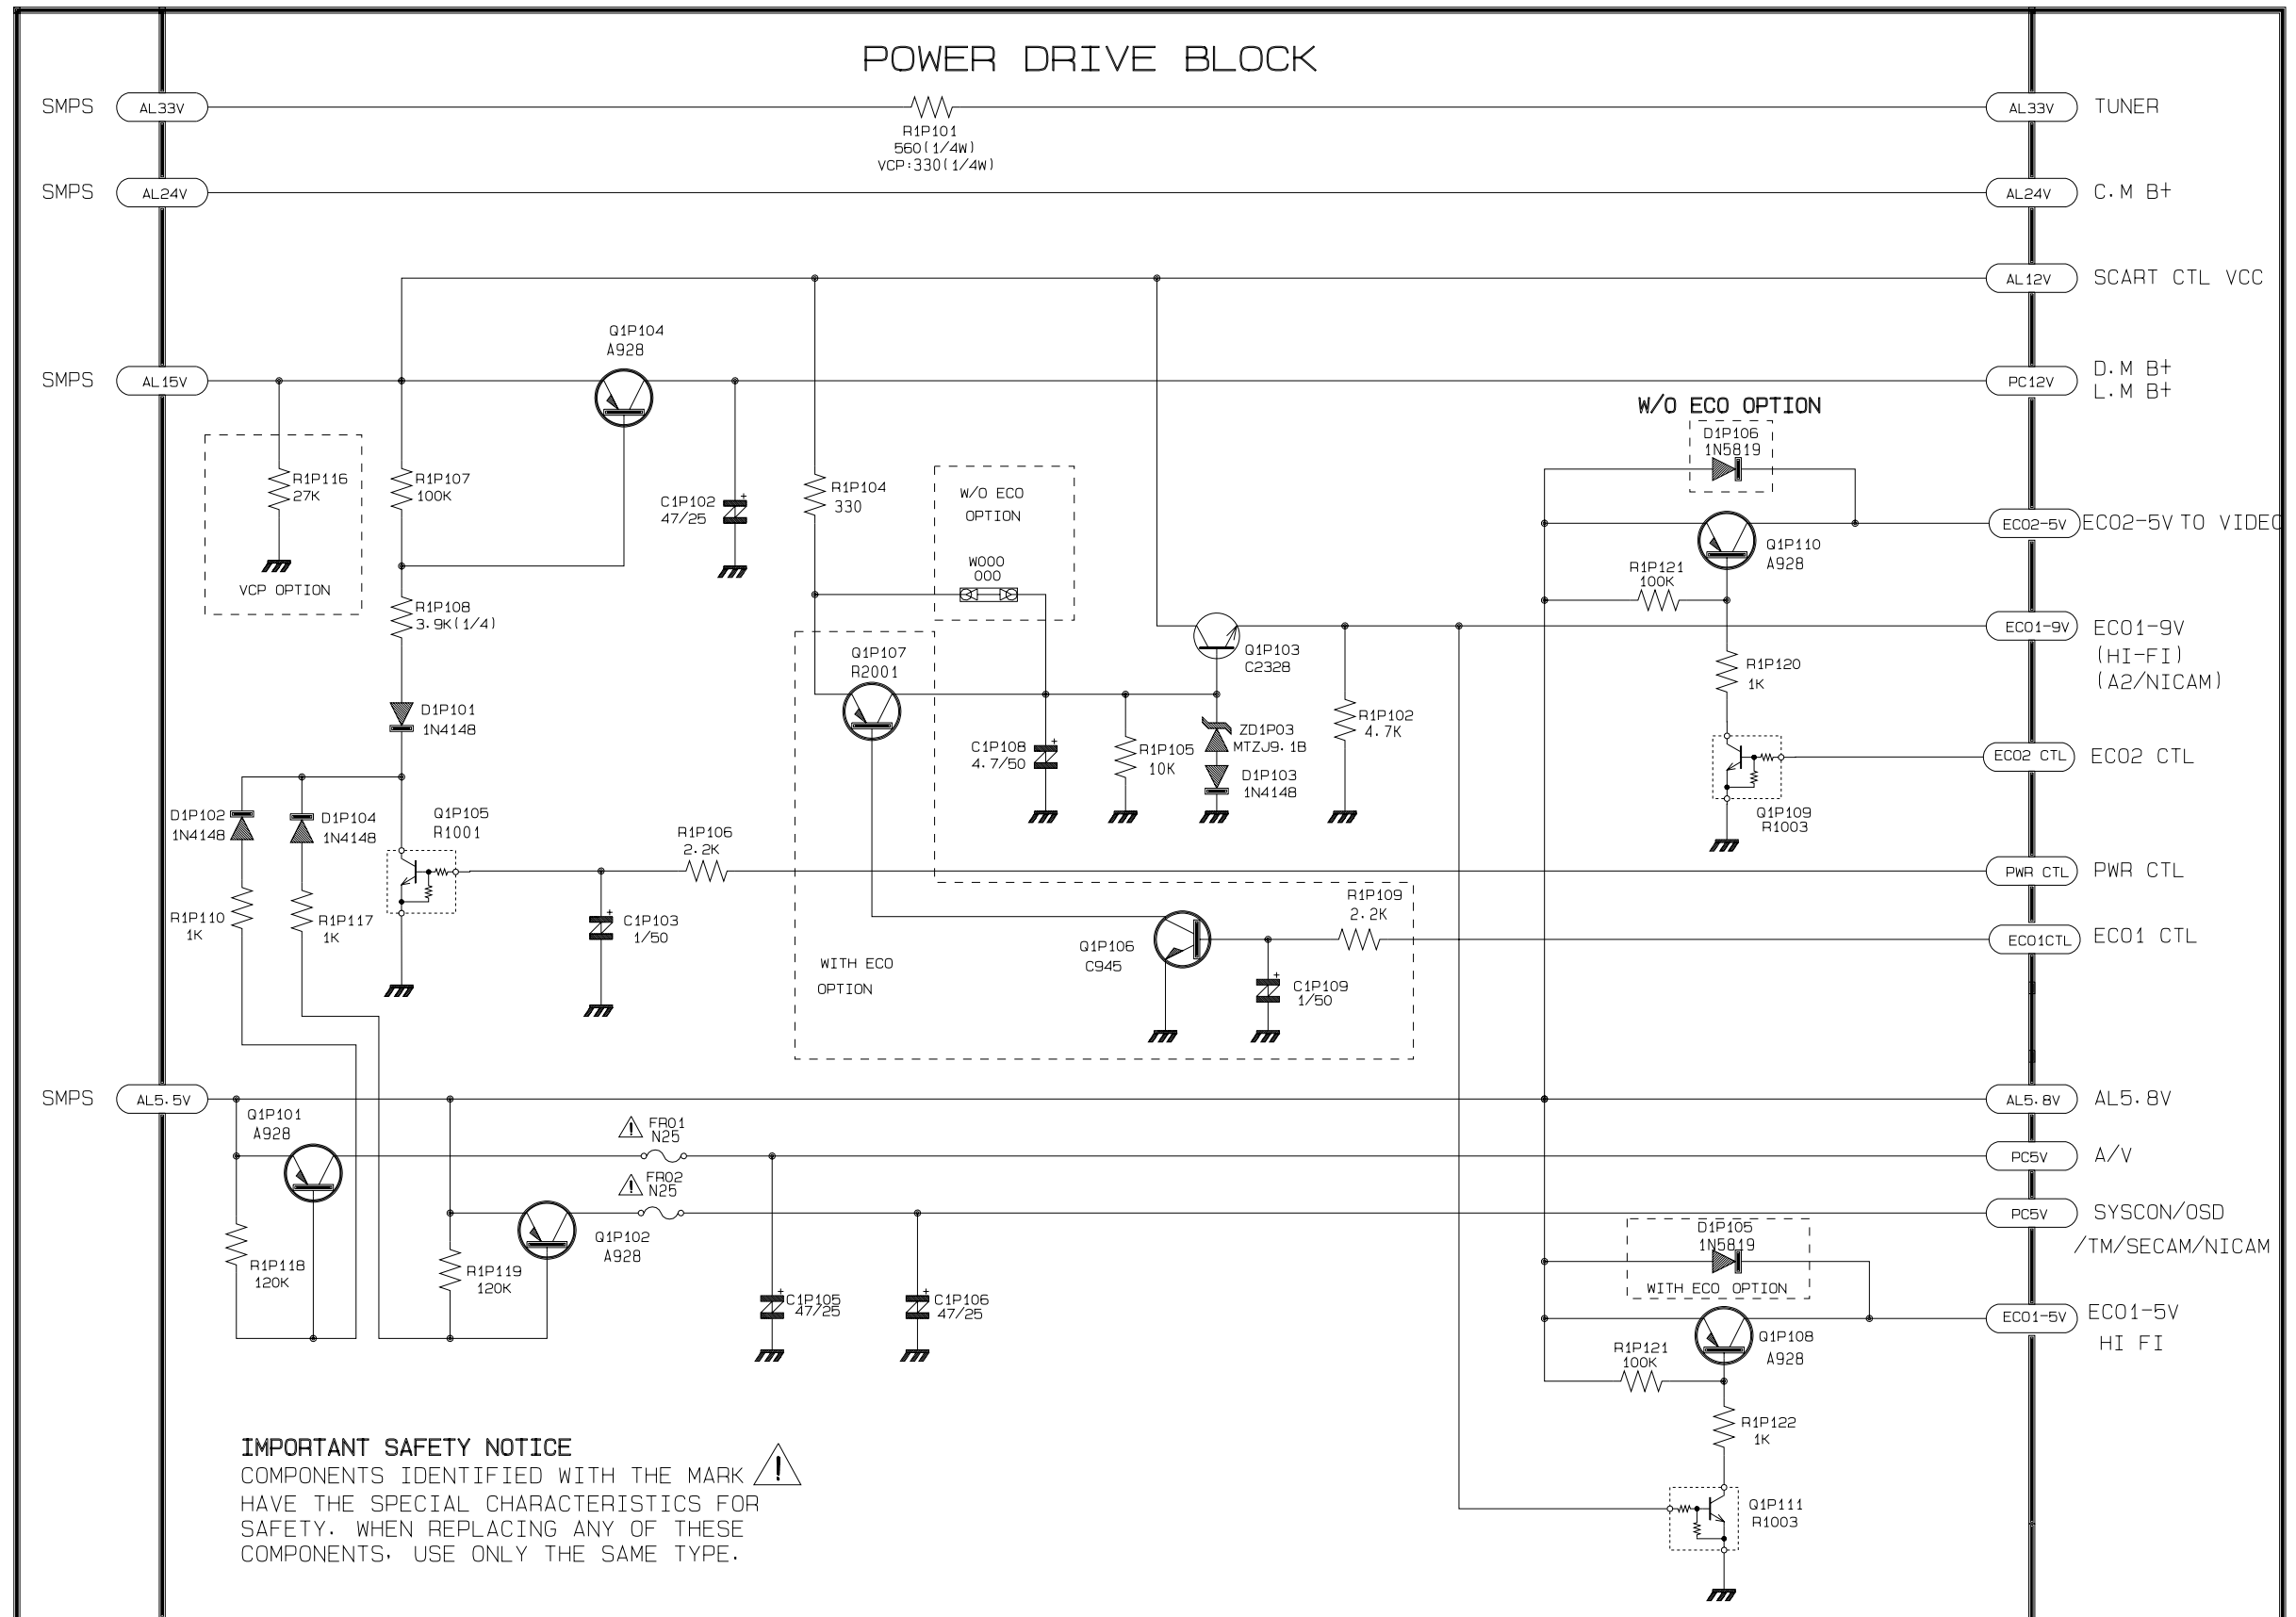 POWER DRIVE BLOCK
SMPS
AL33V
R1P101
560(1/4W)
VCP:330(1/4W)
AL33V
TUNER
SMPS
AL24V
AL24V
C.M B+
AL12V
SCART CTL VCC
Q1P104
A928
SMPS
AL15V
PC12V
D.M B+
L.M B+
W/O ECO OPTION
D1P106
1N5819
R1P116
27K
VCP OPTION
R1P107
100K
C1P102
47/25
R1P104
330
W/O ECO
OPTION
W000
000
Q1P110
A928
ECO2-5V
ECO2-5V TO VIDEO
R1P121
100K
R1P108
3.9K(1/4)
Q1P107
R2001
Q1P103
C2328
ECO1-9V
ECO1-9V
(HI-FI)
(A2/NICAM)
R1P120
1K
D1P101
1N4148
C1P108
4.7/50
R1P105
10K
ZD1P03
MTZJ9.1B
D1P103
1N4148
R1P102
4.7K
ECO2 CTL
ECO2 CTL
Q1P109
R1003
D1P102
1N4148
D1P104
1N4148
Q1P105
R1001
R1P106
2.2K
PWR CTL
PWR CTL
R1P110
1K
R1P117
1K
C1P103
1/50
R1P109
2.2K
Q1P106
C945
ECO1CTL
ECO1 CTL
WITH ECO
OPTION
C1P109
1/50
SMPS
AL5.5V
AL5.8V
AL5.8V
Q1P101
A928
! FR01
N25
PC5V
A/V
! FR02
N25
PC5V
SYSCON/OSD
/TM/SECAM/NICAM
Q1P102
A928
R1P118
120K
R1P119
120K
C1P105
47/25
C1P106
47/25
D1P105
1N5819
WITH ECO OPTION
ECO1-5V
ECO1-5V
HI FI
Q1P108
A928
R1P121
100K
R1P122
1K
Q1P111
R1003
IMPORTANT SAFETY NOTICE
COMPONENTS IDENTIFIED WITH THE MARK !
HAVE THE SPECIAL CHARACTERISTICS FOR
SAFETY. WHEN REPLACING ANY OF THESE
COMPONENTS, USE ONLY THE SAME TYPE.